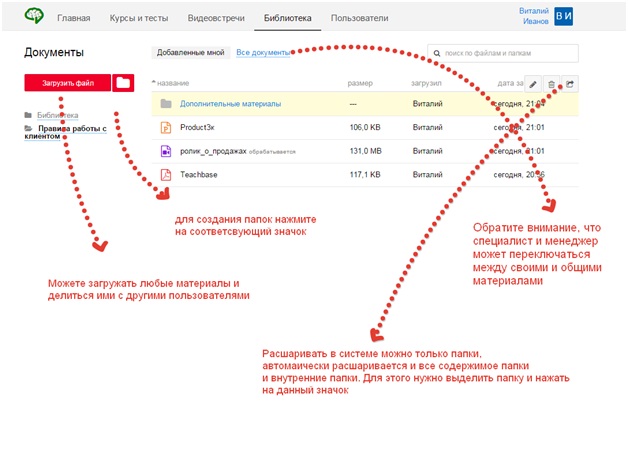 Главная Курсы и тесты Видеовстречи Библиотека Пользователи Виталий Иванов В И
Документы
Добавленные мной Все документы поиск по файлам и папкам
Загрузить файл
название размер загрузил дата за
Дополнительные материалы --- Виталий сегодня, 21:04
Библиотека
Правила работы с клиентом
Product3к 106,0 KB Виталий сегодня, 21:01
ролик_о_продажах обрабатывается 131,0 MB Виталий сегодня, 21:01
Teachbase 117,1 KB Виталий сегодня, 20:56
для создания папок нажмите
на соответсвующий значок
Обратите внимание, что
специалист и менеджер
может переключаться
между своими и общими
материалами
Можете загружать любые материалы и
делиться ими с другими пользователями
Расшаривать в системе можно только папки,
автомаически расшаривается и все содержимое папки
и внутренние папки. Для этого нужно выделить папку и нажать
на данный значок